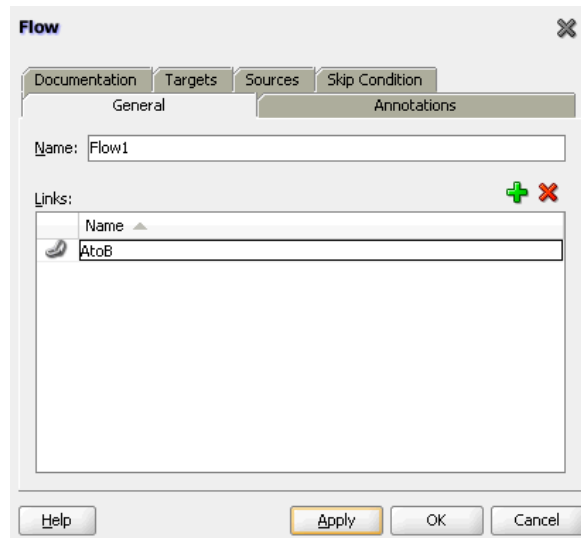 Flow
Documentation Targets Sources Skip Condition
General Annotations
Name: Flow1
Links:
Name
AtoB
Help Apply OK Cancel